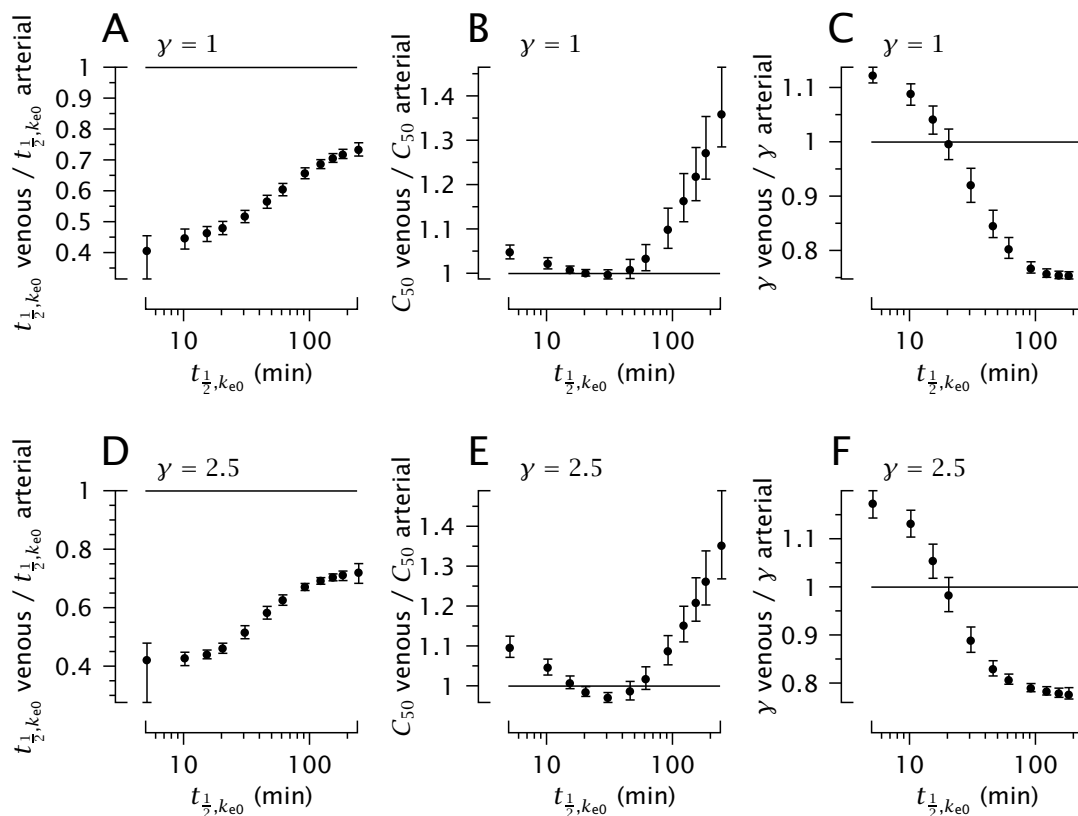 A γ = 1
t½,ke0 venous / t½,ke0 arterial
1
0.9
0.8
0.7
0.6
0.5
0.4
10 100
t½,ke0 (min)
B γ = 1
C50 venous / C50 arterial
1.4
1.3
1.2
1.1
1
10 100
t½,ke0 (min)
C γ = 1
γ venous / γ arterial
1.1
1
0.9
0.8
10 100
t½,ke0 (min)
D γ = 2.5
t½,ke0 venous / t½,ke0 arterial
1
0.8
0.6
0.4
10 100
t½,ke0 (min)
E γ = 2.5
C50 venous / C50 arterial
1.4
1.3
1.2
1.1
1
10 100
t½,ke0 (min)
F γ = 2.5
γ venous / γ arterial
1.1
1
0.9
0.8
10 100
t½,ke0 (min)